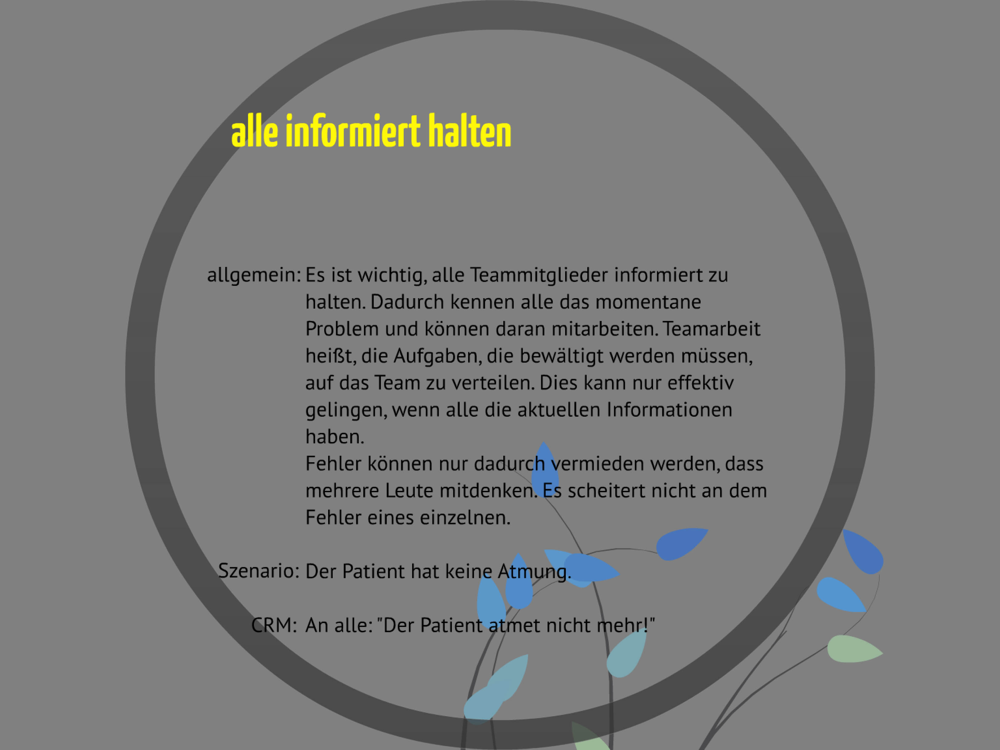 alle informiert halten
allgemein: Es ist wichtig, alle Teammitglieder informiert zu
halten. Dadurch kennen alle das momentane
Problem und können daran mitarbeiten. Teamarbeit
heißt, die Aufgaben, die bewältigt werden müssen,
auf das Team zu verteilen. Dies kann nur effektiv
gelingen, wenn alle die aktuellen Informationen
haben.
Fehler können nur dadurch vermieden werden, dass
mehrere Leute mitdenken. Es scheitert nicht an dem
Fehler eines einzelnen.
Szenario: Der Patient hat keine Atmung.
CRM: An alle: "Der Patient atmet nicht mehr!"